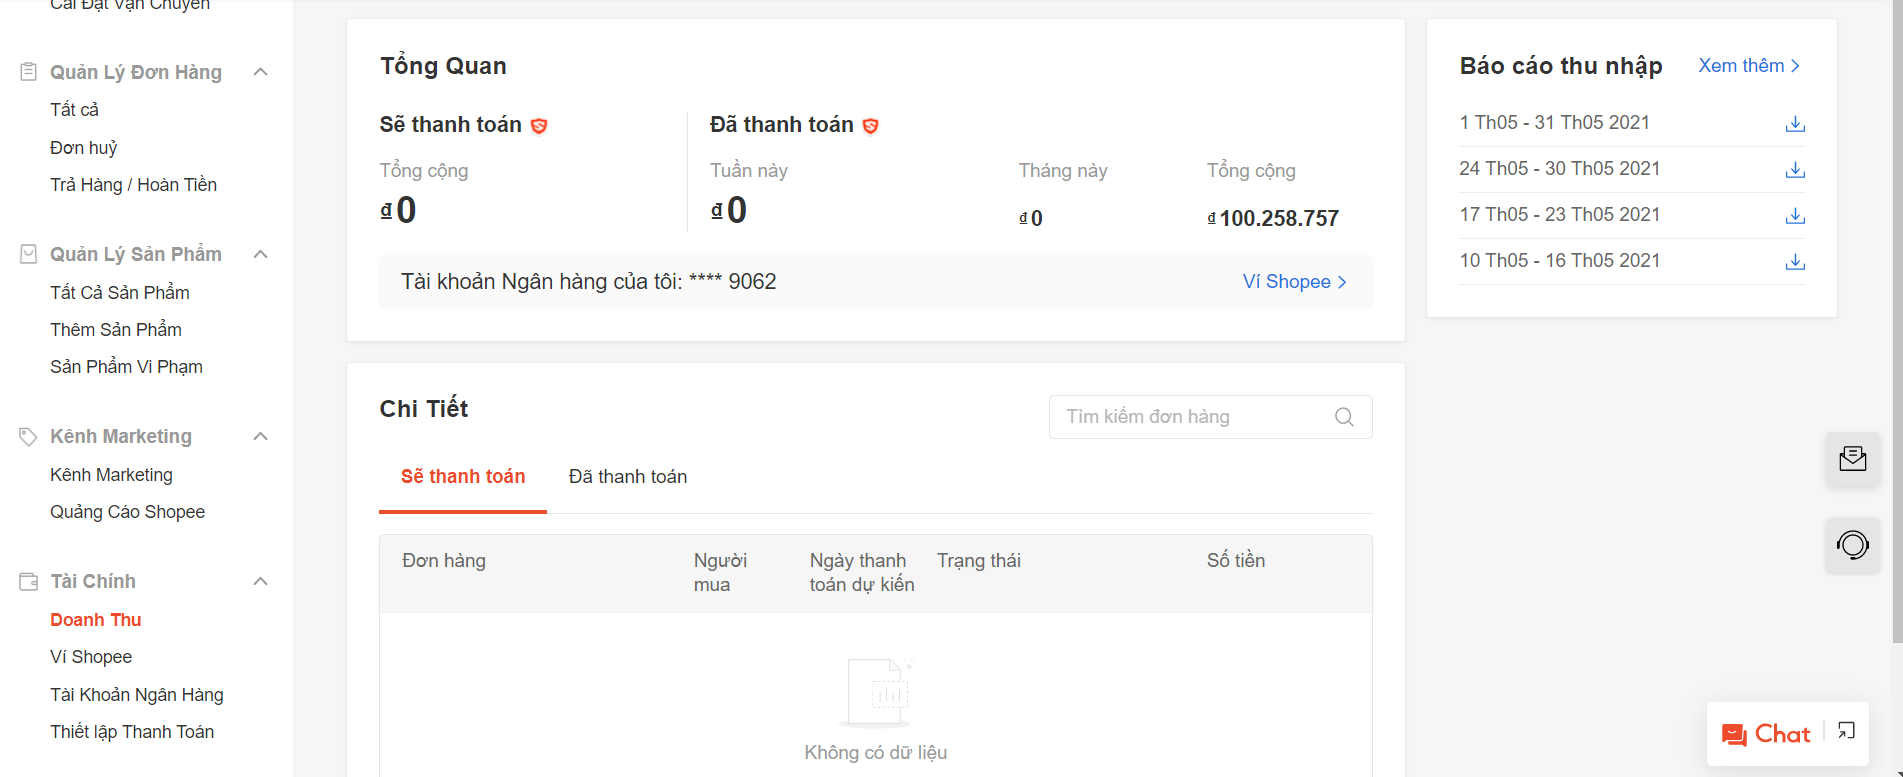 Cài Đặt Vận Chuyển
Quản Lý Đơn Hàng
Tất cả
Đơn huỷ
Trả Hàng / Hoàn Tiền
Quản Lý Sản Phẩm
Tất Cả Sản Phẩm
Thêm Sản Phẩm
Sản Phẩm Vi Phạm
Kênh Marketing
Kênh Marketing
Quảng Cáo Shopee
Tài Chính
Doanh Thu
Ví Shopee
Tài Khoản Ngân Hàng
Thiết lập Thanh Toán
Tổng Quan
Sẽ thanh toán
Tổng cộng
₫0
Đã thanh toán
Tuần này
₫0
Tháng này
₫0
Tổng cộng
₫100.258.757
Tài khoản Ngân hàng của tôi: **** 9062
Ví Shopee
Chi Tiết
Tìm kiếm đơn hàng
Sẽ thanh toán
Đã thanh toán
Đơn hàng
Người
mua
Ngày thanh
toán dự kiến
Trạng thái
Số tiền
Không có dữ liệu
Báo cáo thu nhập
Xem thêm
1 Th05 - 31 Th05 2021
24 Th05 - 30 Th05 2021
17 Th05 - 23 Th05 2021
10 Th05 - 16 Th05 2021
Chat